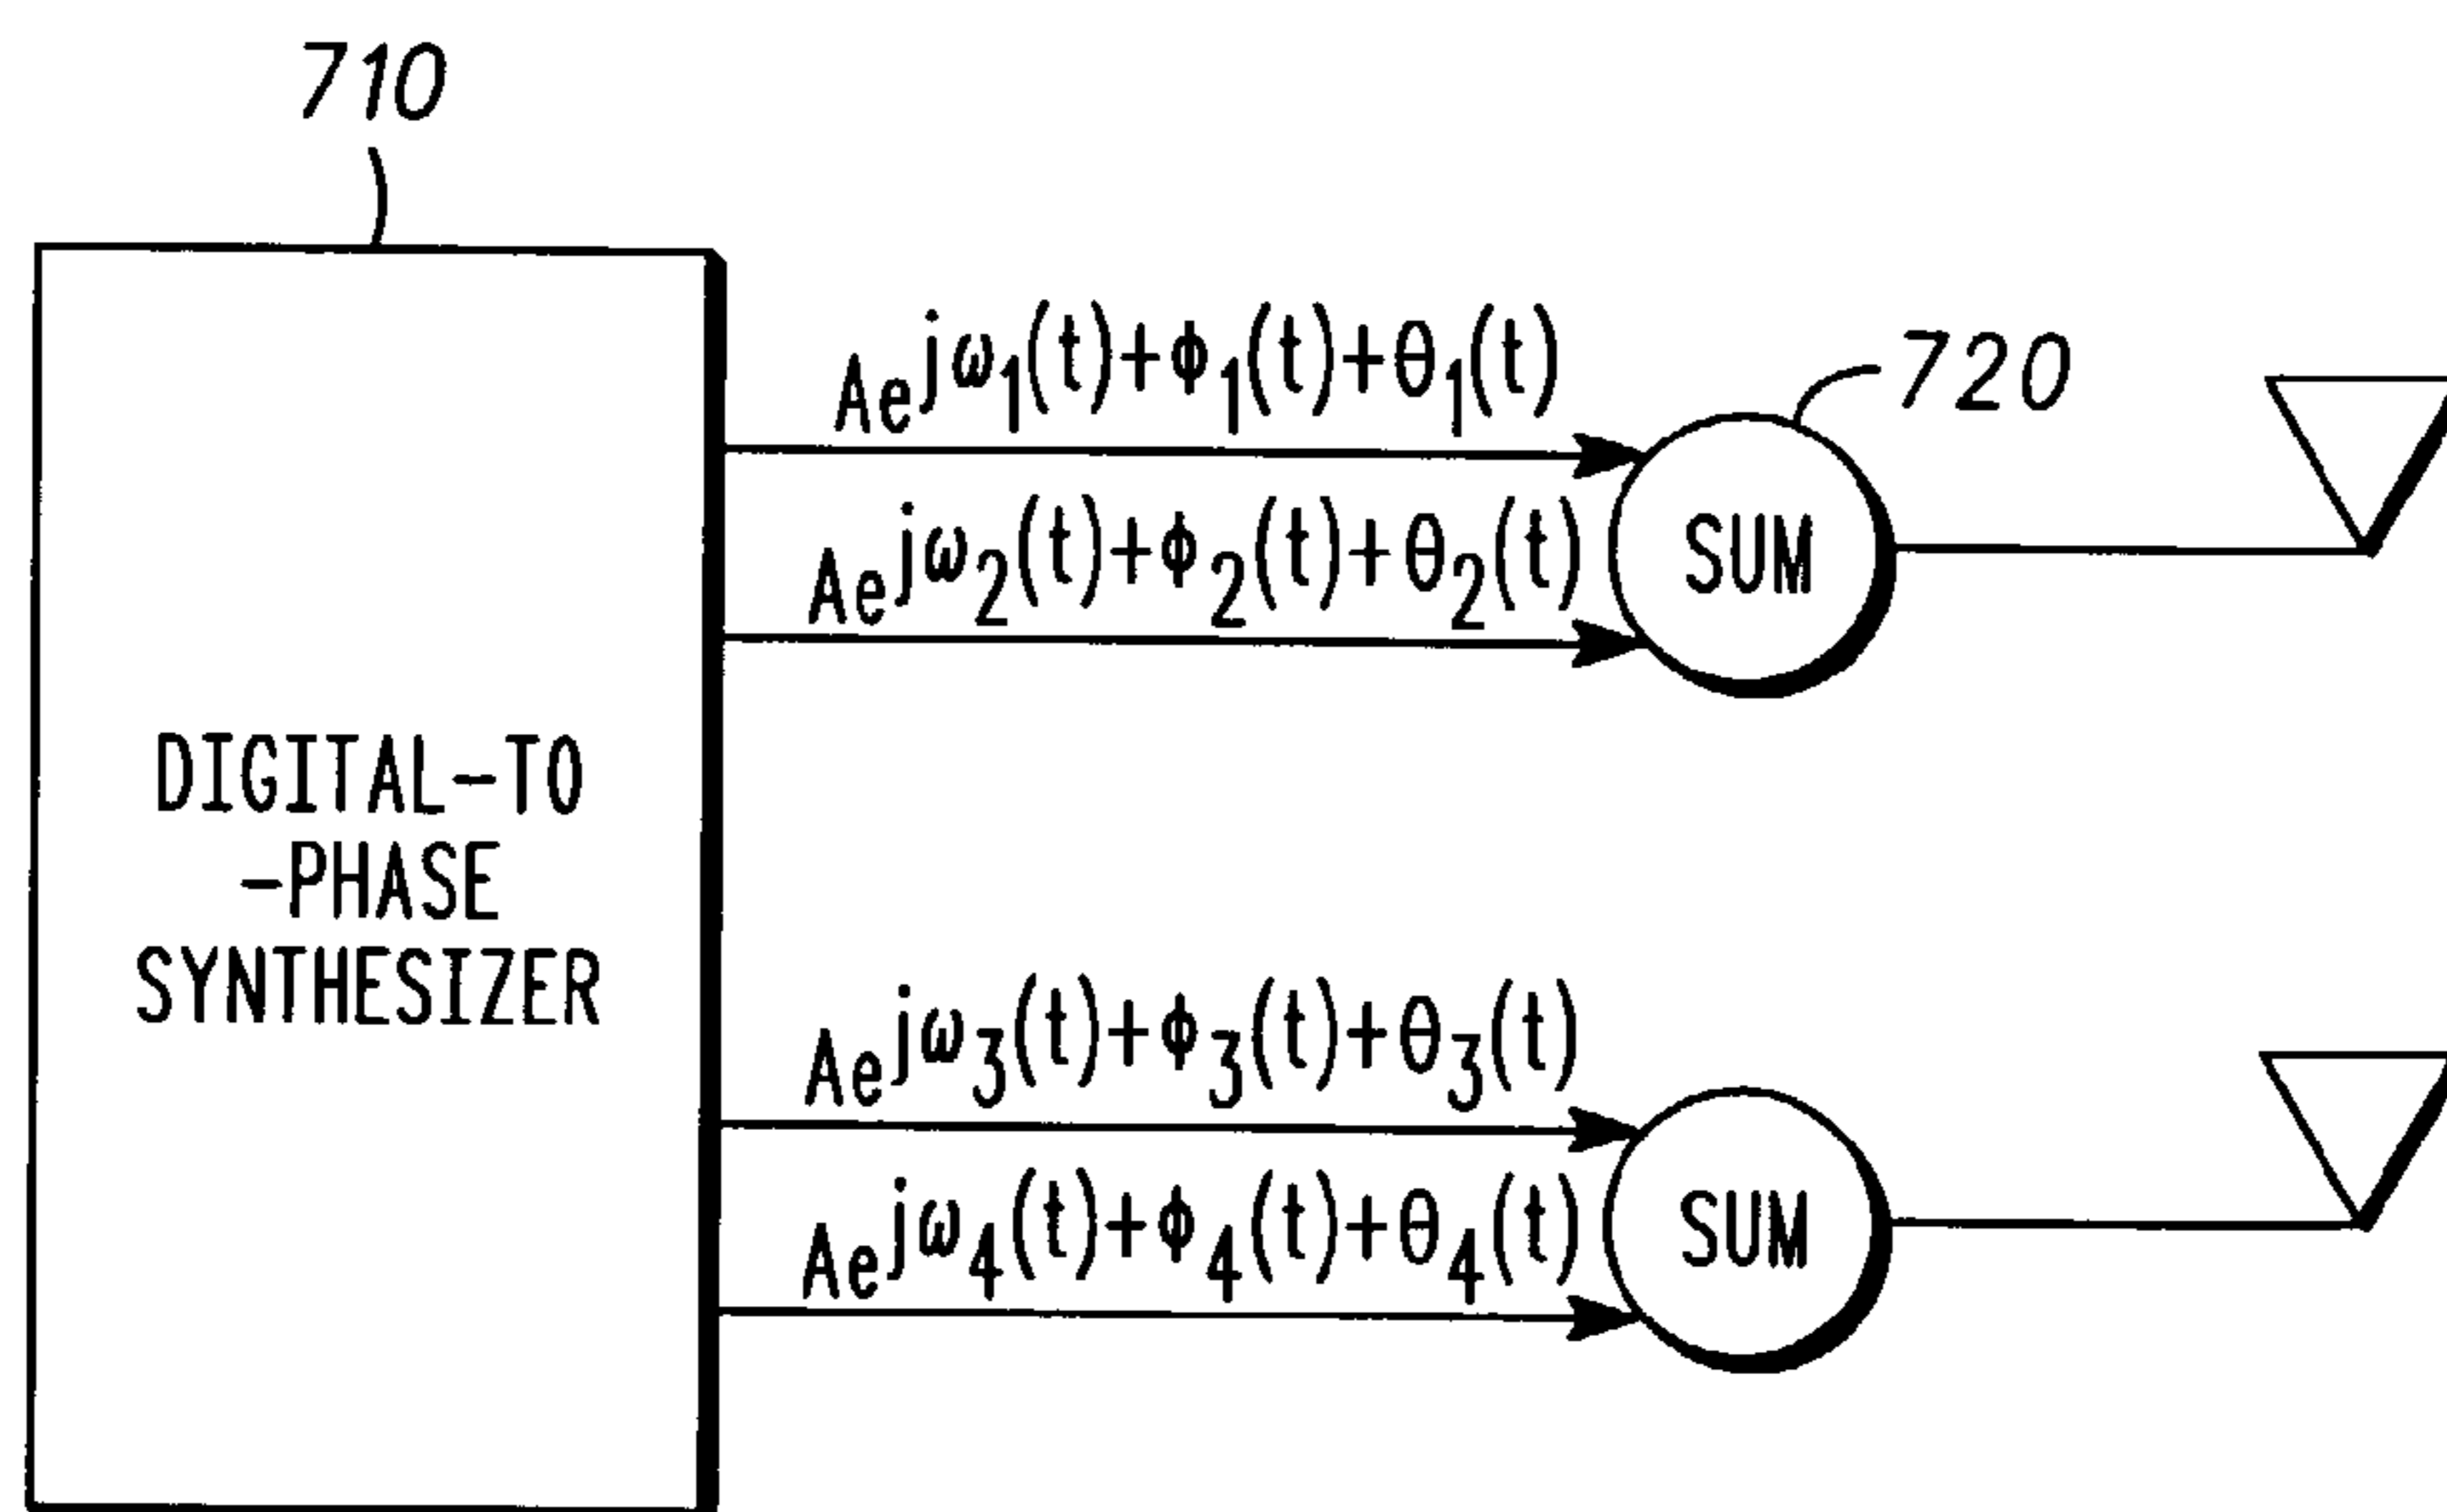 710
Ae^jω₁(t)+ϕ₁(t)+θ₁(t)
720
Ae^jω₂(t)+ϕ₂(t)+θ₂(t)
SUM
DIGITAL-TO
-PHASE
SYNTHESIZER
Ae^jω₃(t)+ϕ₃(t)+θ₃(t)
Ae^jω₄(t)+ϕ₄(t)+θ₄(t)
SUM